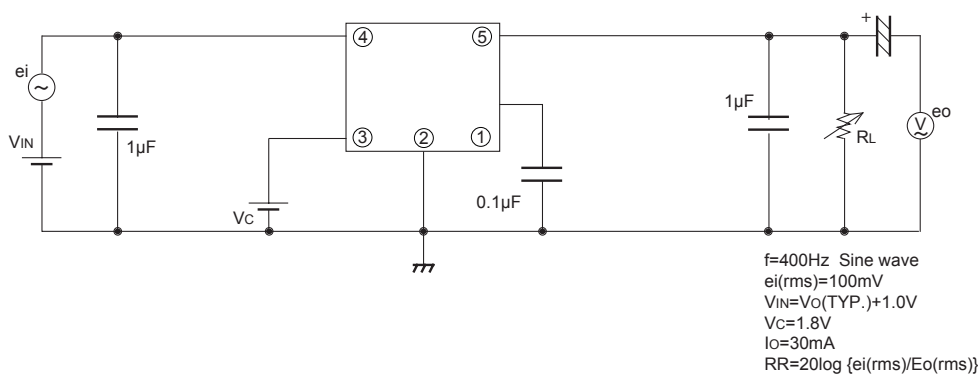 ④
⑤
ei
~
1µF
VIN
③
②
①
VC
0.1µF
1µF
RL
+
V
~
eo
f=400Hz Sine wave
ei(rms)=100mV
VIN=VO(TYP.)+1.0V
VC=1.8V
IO=30mA
RR=20log {ei(rms)/Eo(rms)}